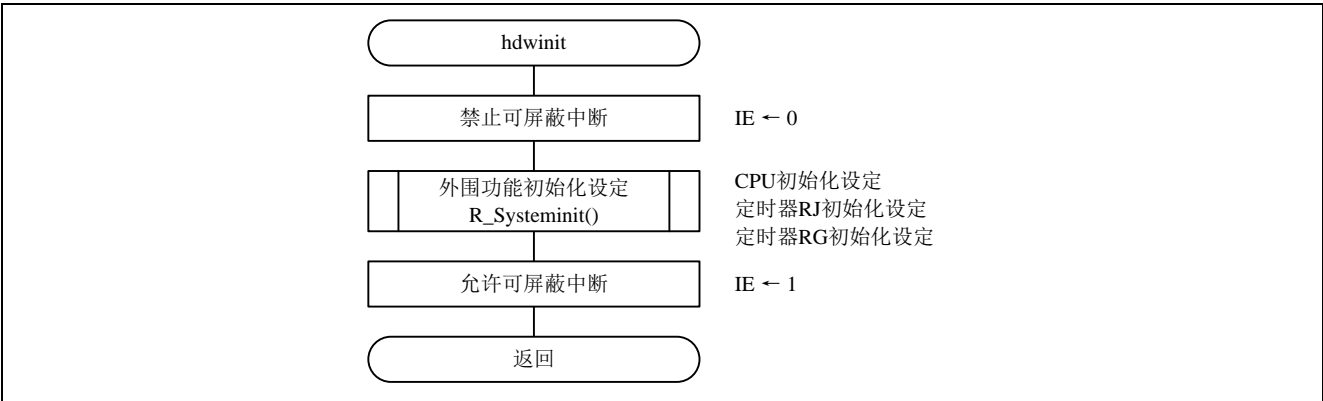 hdwinit
禁止可屏蔽中断
IE ← 0
外围功能初始化设定
R_Systeminit()
CPU初始化设定
定时器RJ初始化设定
定时器RG初始化设定
允许可屏蔽中断
IE ← 1
返回